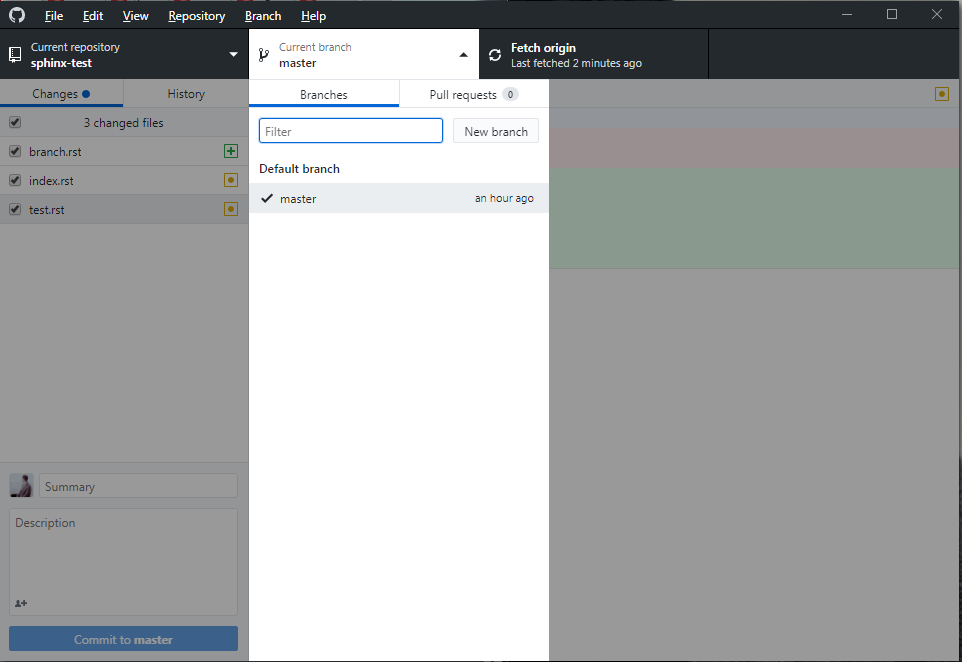 File Edit View Repository Branch Help
Current repository
sphinx-test
Current branch
master
Fetch origin
Last fetched 2 minutes ago
Changes History
3 changed files
branch.rst
index.rst
test.rst
Summary
Description
Commit to master
Branches Pull requests 0
Filter New branch
Default branch
master an hour ago